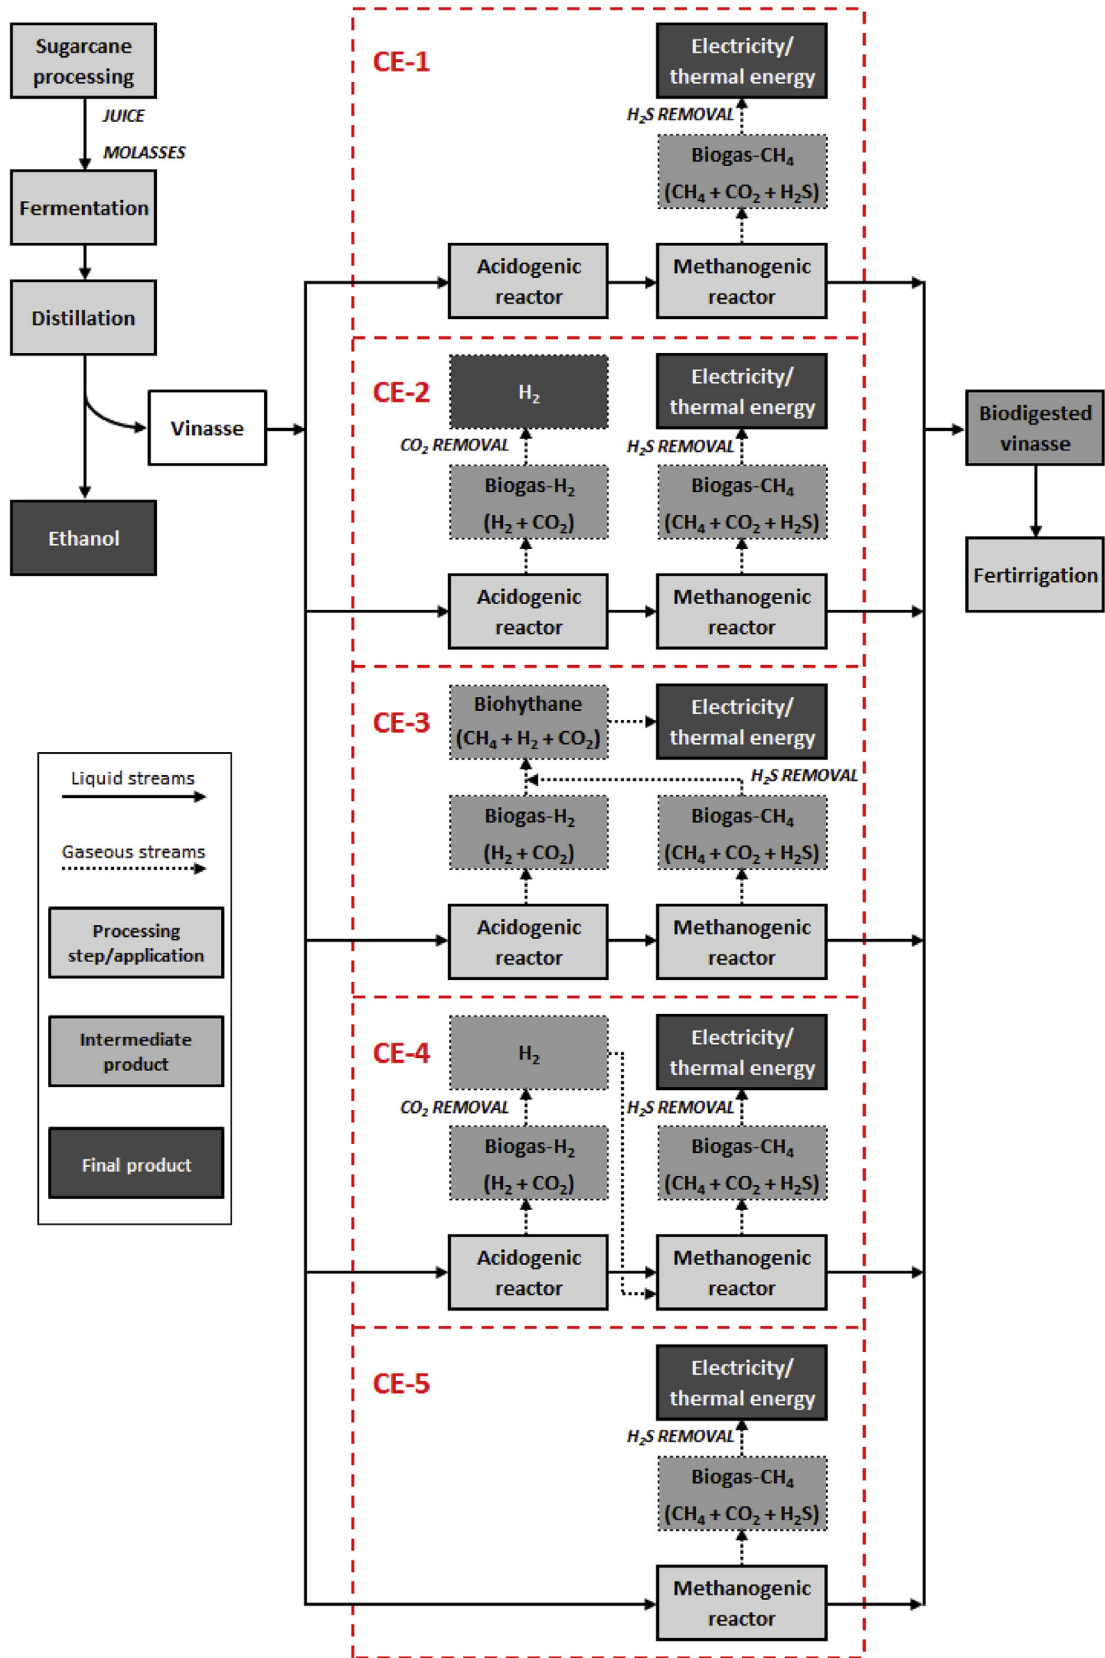 Sugarcane
processing
JUICE
MOLASSES
Fermentation
Distillation
Vinasse
Ethanol
CE-1
Electricity/
thermal energy
H₂S REMOVAL
Biogas-CH₄
(CH₄ + CO₂ + H₂S)
Acidogenic
reactor
Methanogenic
reactor
CE-2
H₂
Electricity/
thermal energy
CO₂ REMOVAL
H₂S REMOVAL
Biogas-H₂
(H₂ + CO₂)
Biogas-CH₄
(CH₄ + CO₂ + H₂S)
Acidogenic
reactor
Methanogenic
reactor
CE-3
Biohythane
(CH₄ + H₂ + CO₂)
Electricity/
thermal energy
H₂S REMOVAL
Biogas-H₂
(H₂ + CO₂)
Biogas-CH₄
(CH₄ + CO₂ + H₂S)
Acidogenic
reactor
Methanogenic
reactor
CE-4
H₂
Electricity/
thermal energy
CO₂ REMOVAL
H₂S REMOVAL
Biogas-H₂
(H₂ + CO₂)
Biogas-CH₄
(CH₄ + CO₂ + H₂S)
Acidogenic
reactor
Methanogenic
reactor
CE-5
Electricity/
thermal energy
H₂S REMOVAL
Biogas-CH₄
(CH₄ + CO₂ + H₂S)
Methanogenic
reactor
Biodigested
vinasse
Fertirrigation
Liquid streams
Gaseous streams
Processing
step/application
Intermediate
product
Final product